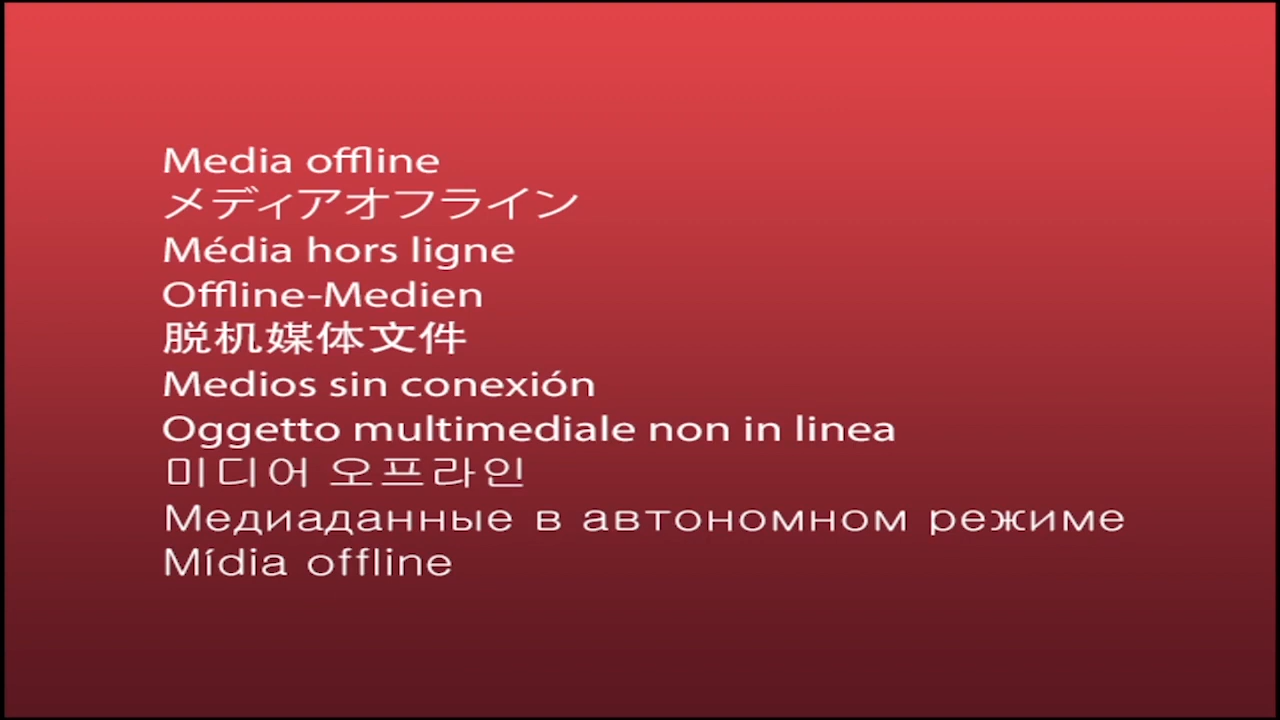 Media offline
メディアオフライン
Média hors ligne
Offline-Medien
脱机媒体文件
Medios sin conexión
Oggetto multimediale non in linea
미디어 오프라인
Медиаданные в автономном режиме
Mídia offline